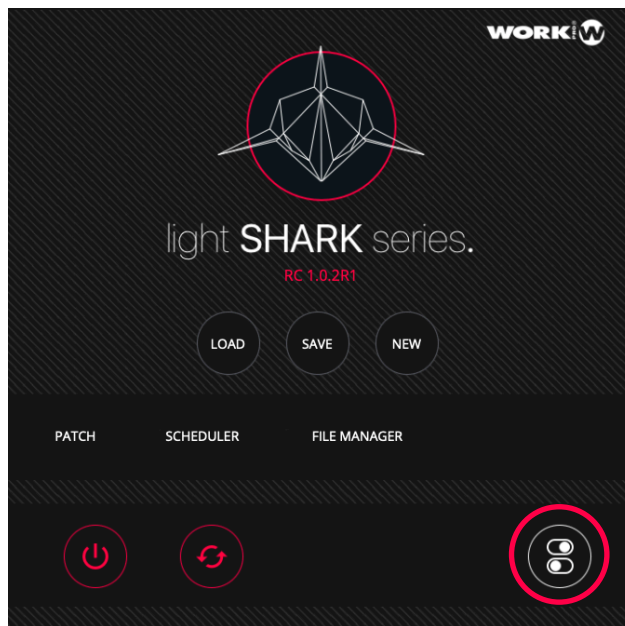 WORK
light SHARK series.
RC 1.0.2R1
LOAD SAVE NEW
PATCH SCHEDULER FILE MANAGER